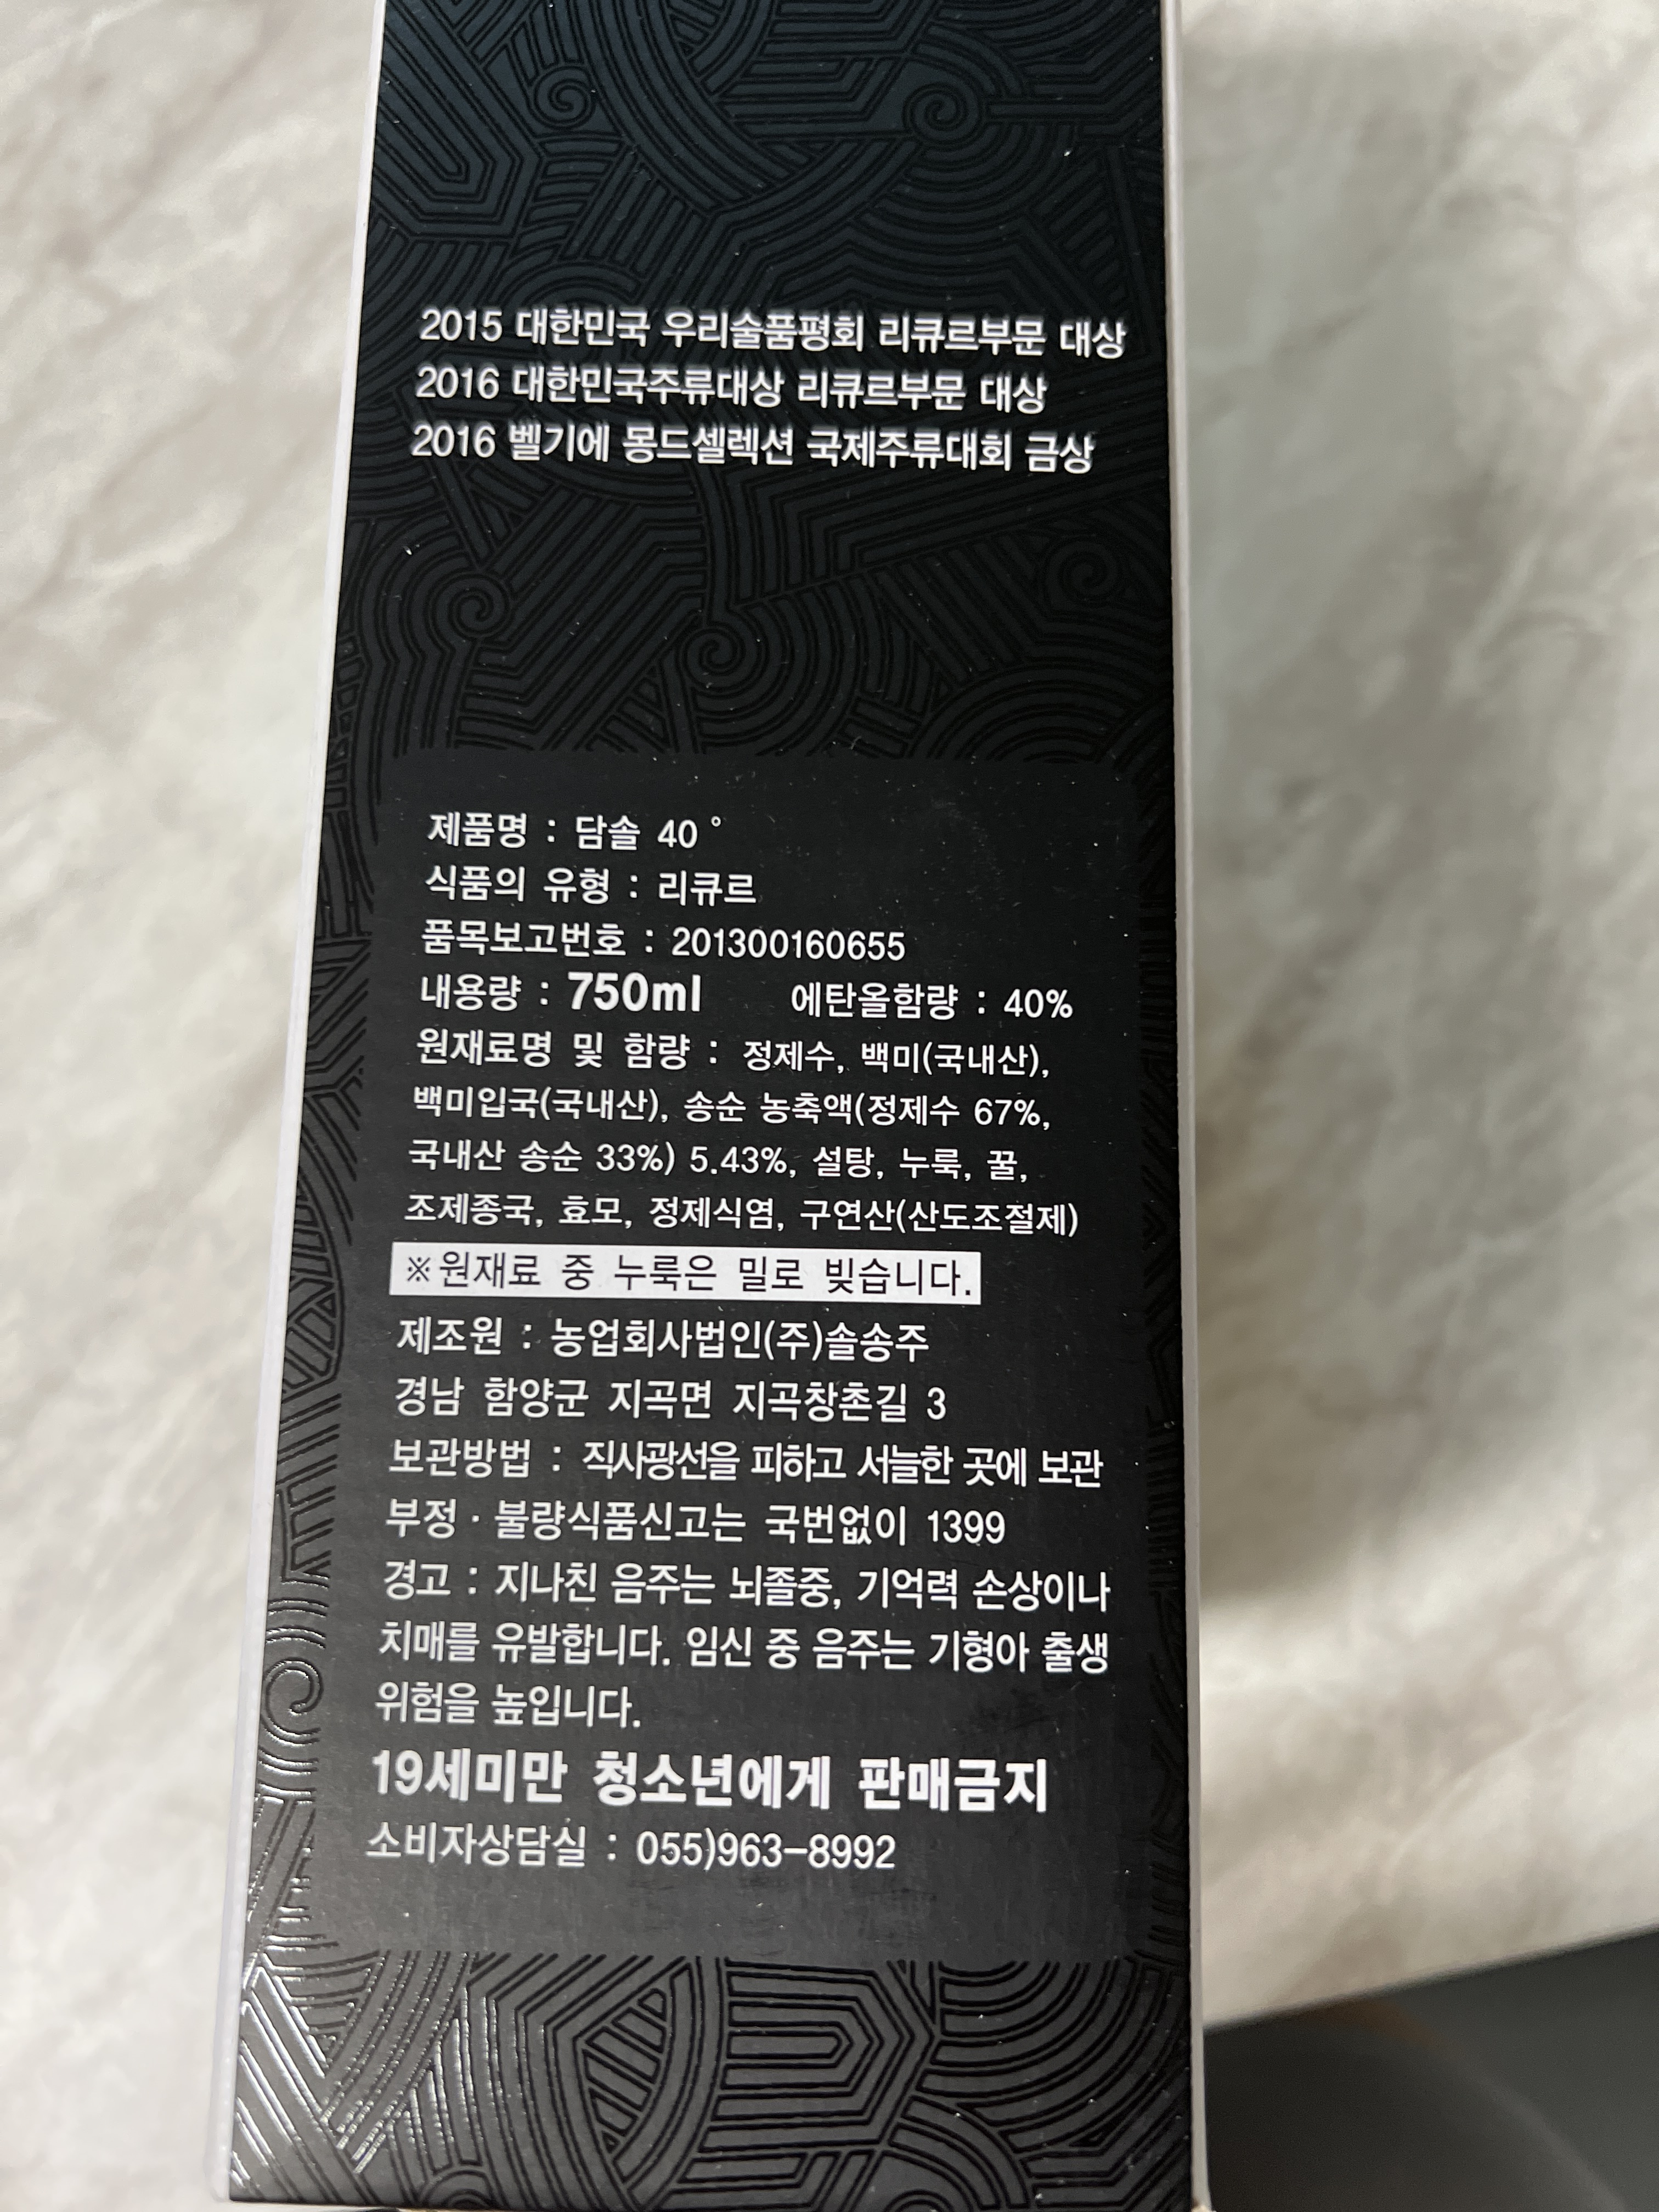 2015 대한민국 우리술품평회 리큐르부문 대상
2016 대한민국주류대상 리큐르부문 대상
2016 벨기에 몽드셀렉션 국제주류대회 금상
제품명 : 담솔 40 °
식품의 유형 : 리큐르
품목보고번호 : 201300160655
내용량 : 750ml 에탄올함량 : 40%
원재료명 및 함량 : 정제수, 백미(국내산),
백미입국(국내산), 송순 농축액(정제수 67%,
국내산 송순 33%) 5.43%, 설탕, 누룩, 꿀,
조제종국, 효모, 정제식염, 구연산(산도조절제)
※원재료 중 누룩은 밀로 빚습니다.
제조원 : 농업회사법인(주)솔송주
경남 함양군 지곡면 지곡창촌길 3
보관방법 : 직사광선을 피하고 서늘한 곳에 보관
부정 · 불량식품신고는 국번없이 1399
경고 : 지나친 음주는 뇌졸중, 기억력 손상이나
치매를 유발합니다. 임신 중 음주는 기형아 출생
위험을 높입니다.
19세미만 청소년에게 판매금지
소비자상담실 : 055)963-8992